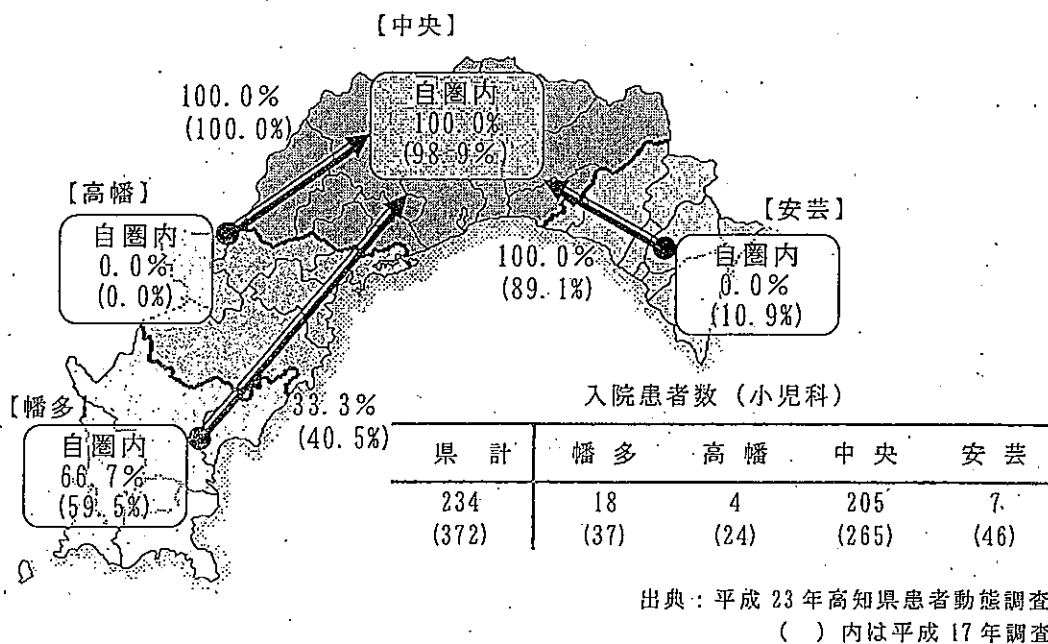 【中央】
100.0%
(100.0%)
自圏内
100.0%
(98.9%)
【高幡】
自圏内
0.0%
(0.0%)
【安芸】
自圏内
0.0%
(10.9%)
100.0%
(89.1%)
【幡多】
自圏内
66.7%
(59.5%)
33.3%
(40.5%)
入院患者数（小児科）
県計 幡多 高幡 中央 安芸
234 18 4 205 7
(372) (37) (24) (265) (46)
出典：平成23年高知県患者動態調査
（ ）内は平成17年調査